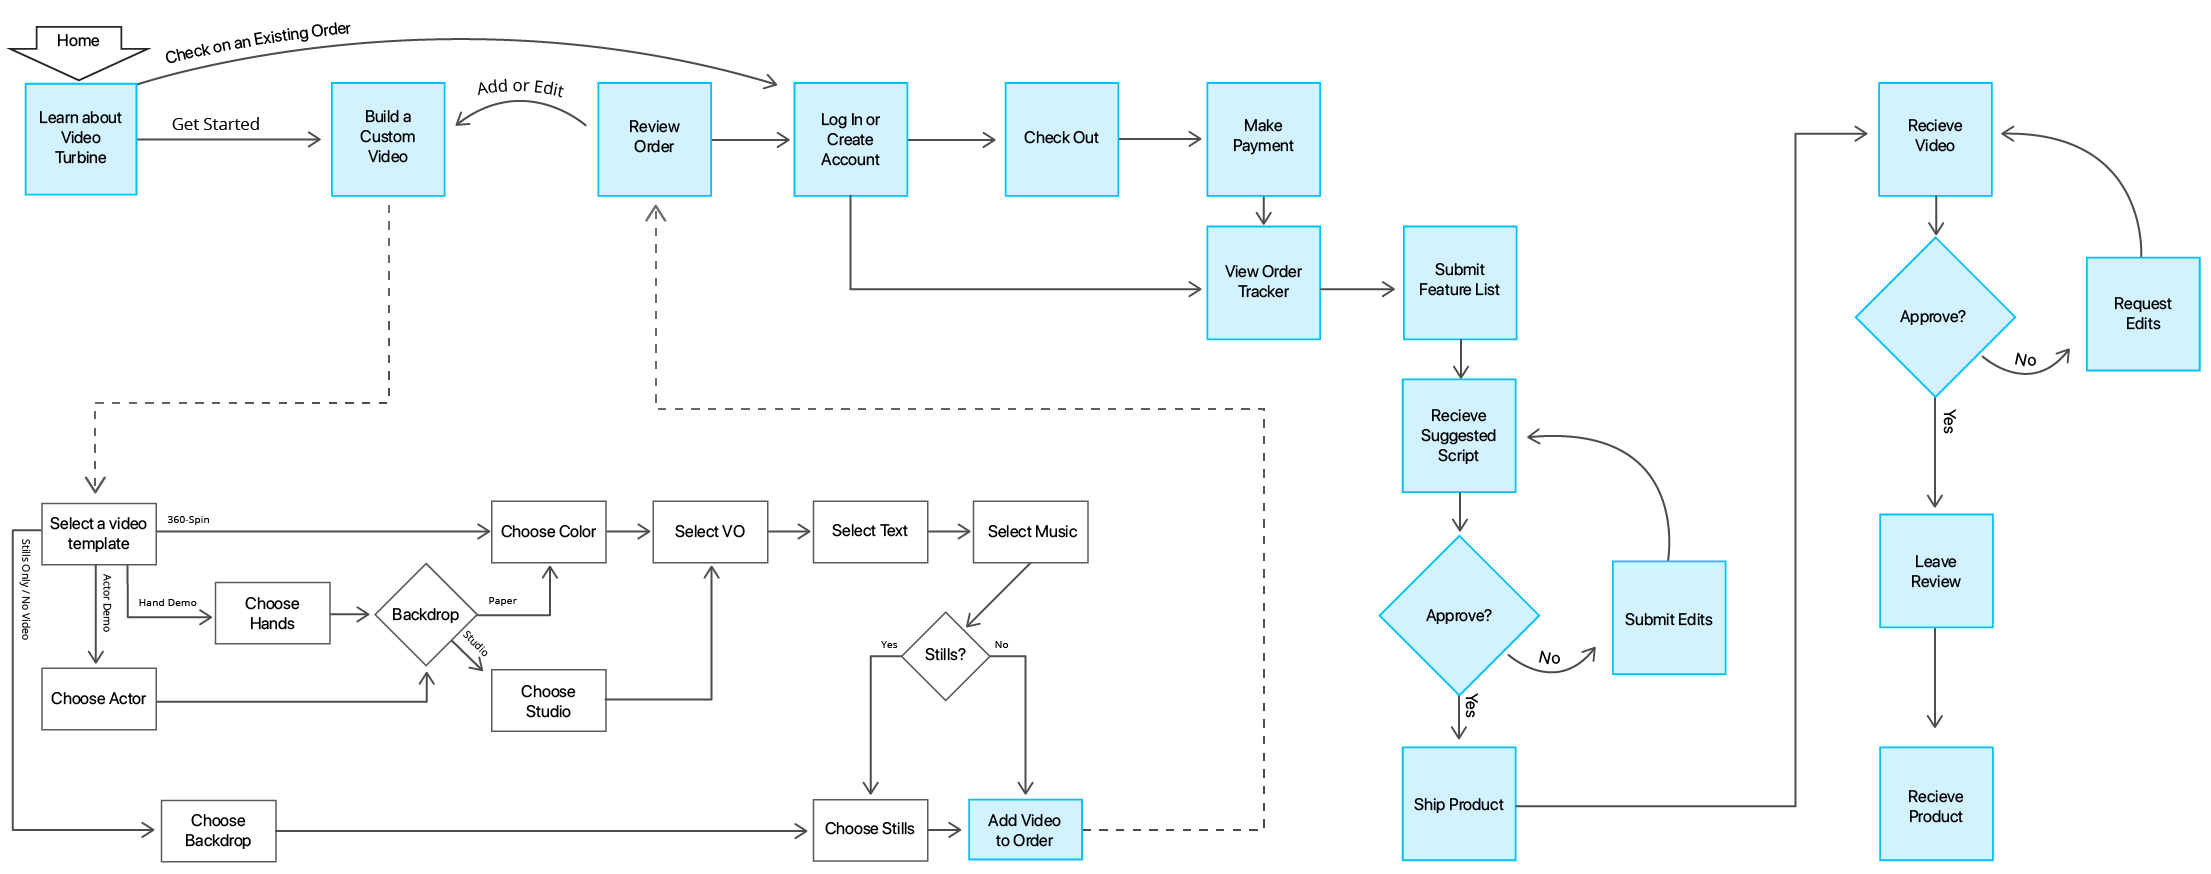 Home
Check on an Existing Order
Learn about
Video
Turbine
Get Started
Build a
Custom
Video
Add or Edit
Review
Order
Log In or
Create
Account
Check Out
Make
Payment
View Order
Tracker
Submit
Feature List
Recieve
Suggested
Script
Approve?
No
Submit Edits
Yes
Ship Product
Recieve
Video
Approve?
No
Request
Edits
Yes
Leave
Review
Recieve
Product
Select a video
template
360-Spin
Stills Only / No Video
Actor Demo
Hand Demo
Choose
Hands
Choose Actor
Backdrop
Paper
Studio
Choose Color
Choose
Studio
Select VO
Select Text
Select Music
Stills?
Yes
No
Choose
Backdrop
Choose Stills
Add Video
to Order